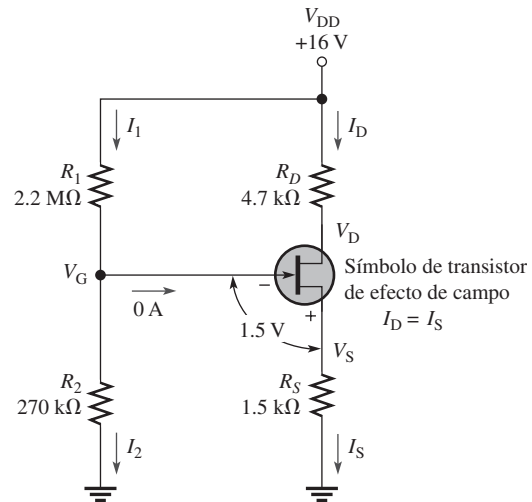 V_DD
+16 V
I_1
I_D
R_1
2.2 MΩ
R_D
4.7 kΩ
V_D
V_G
0 A
−
+
Símbolo de transistor
de efecto de campo
I_D = I_S
1.5 V
V_S
R_2
270 kΩ
R_S
1.5 kΩ
I_2
I_S